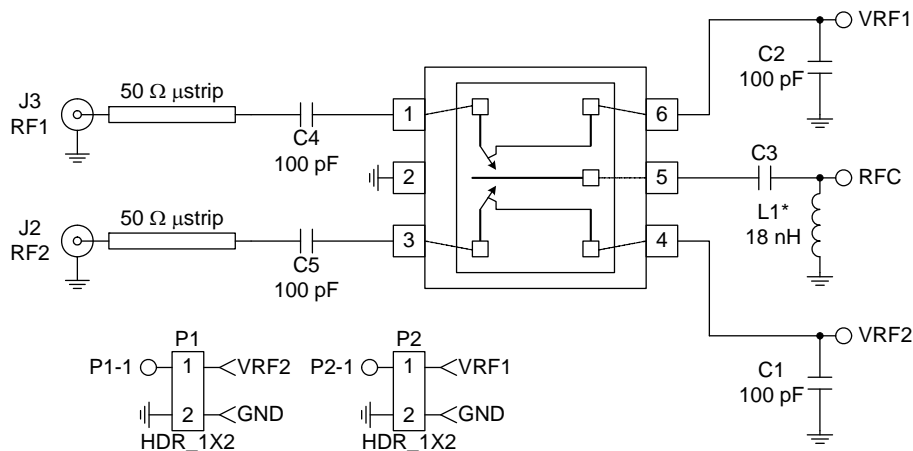 VRF1
C2
100 pF
J3
RF1
50 Ω μstrip
C4
100 pF
1
6
2
5
C3
RFC
L1*
18 nH
J2
RF2
50 Ω μstrip
C5
100 pF
3
4
VRF2
C1
100 pF
P1
P1-1
1
VRF2
2
GND
HDR_1X2
P2
P2-1
1
VRF1
2
GND
HDR_1X2